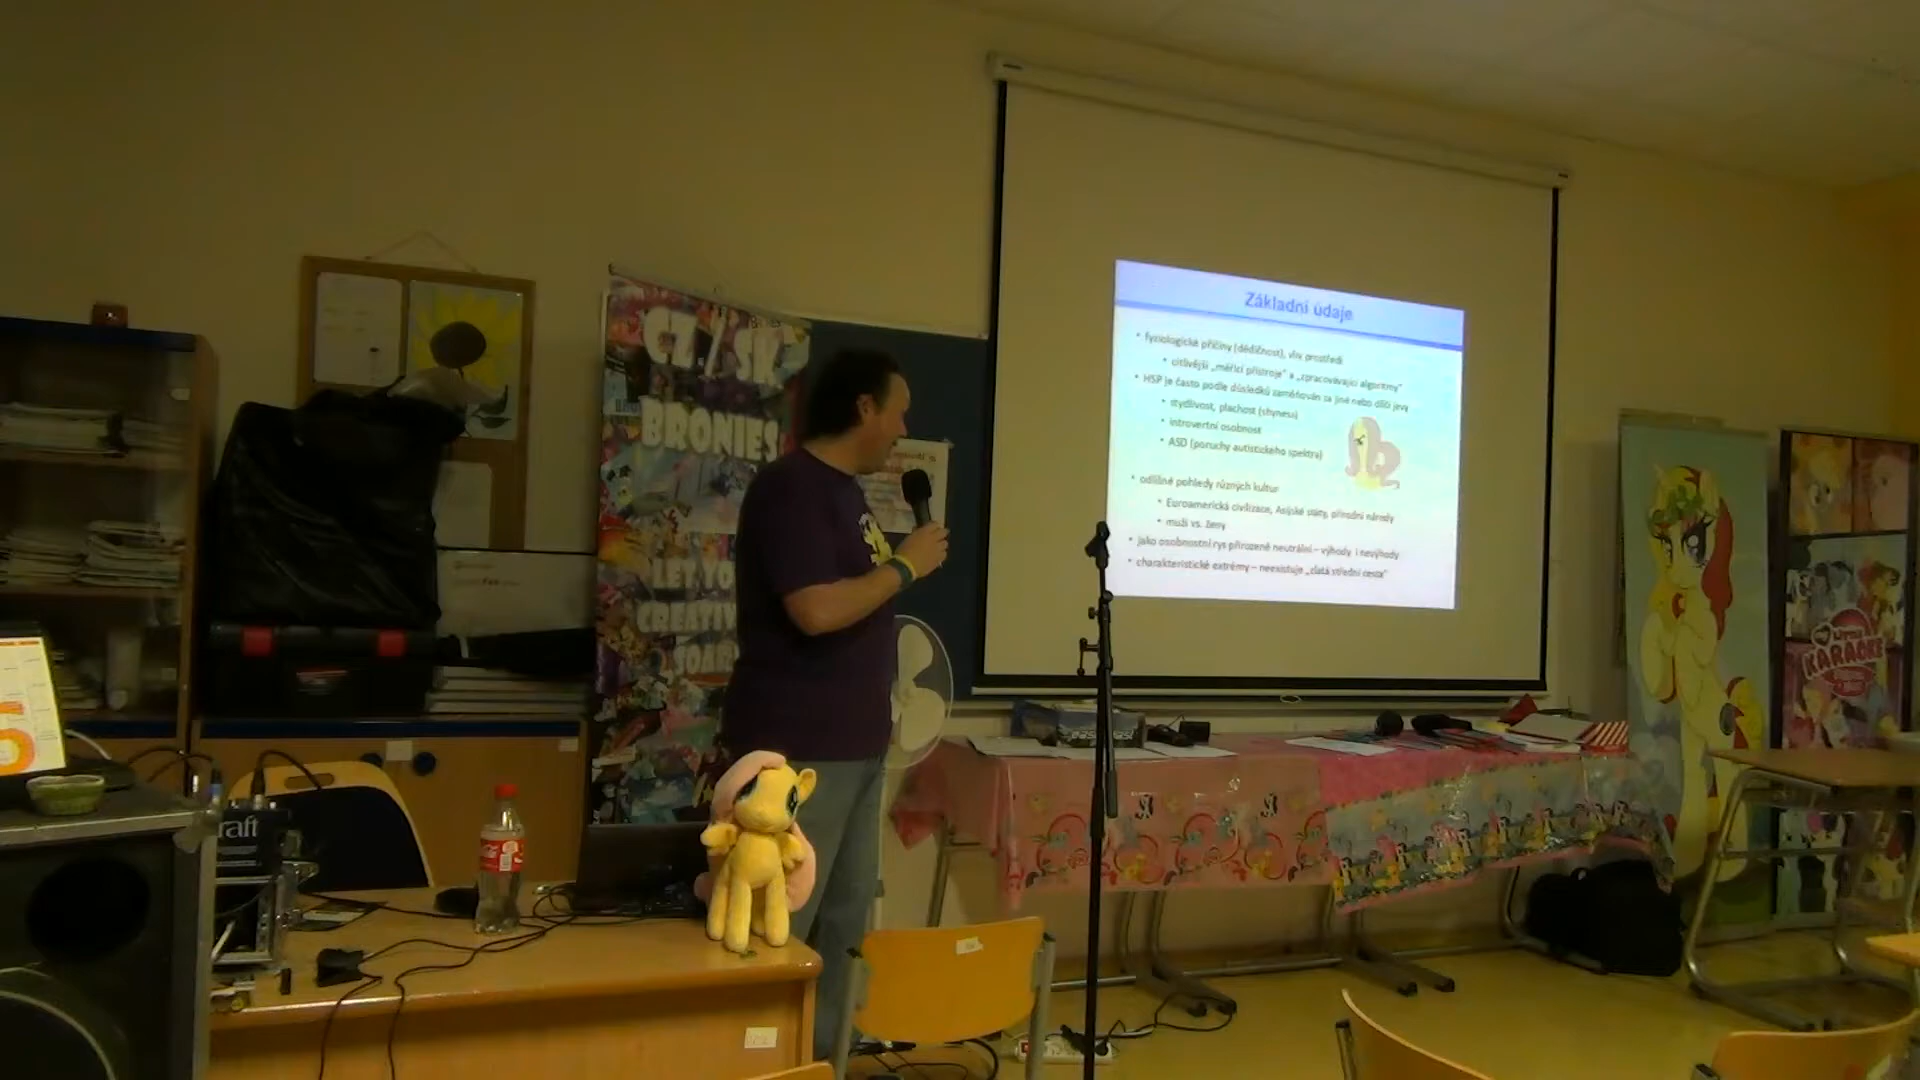 CZ / SK
BRONIES
LET YO
CREATIV
SOAR
Základní údaje
• fyziologické příčiny (dědičnost), vliv prostředí
• citlivější „měřicí přístroje" a „zpracovávající algoritmy"
• HSP je často podle důsledků zaměňován za jiné nebo dílčí jevy
• stydlivost, plachost (shyness)
• introvertní osobnost
• ASD (poruchy autistického spektra)
• odlišné pohledy různých kultur
• Euroamerická civilizace, Asijské státy, přírodní národy
• muži vs. ženy
• jako osobnostní rys přirozeně neutrální – výhody i nevýhody
• charakteristické extrémy – neexistuje „zlatá střední cesta"
MY
LITTLE
KARAOKE
raft